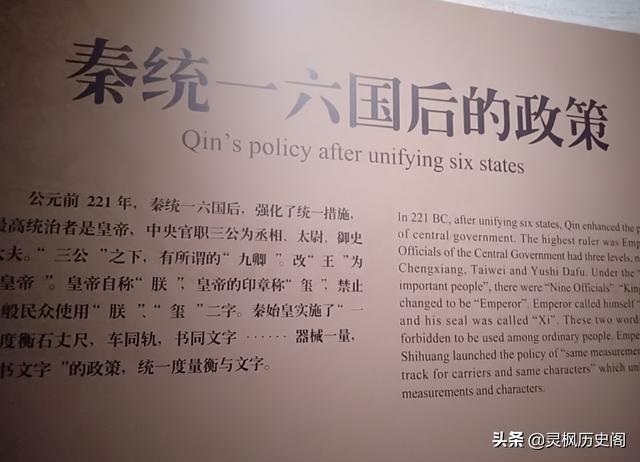 秦统一六国后的政策
Qin's policy after unifying six states
公元前 221 年，秦统一六国后，强化了统一措施，
最高统治者是皇帝，中央官职三公为丞相、太尉、御史
大夫。“三公 ”之下，有所谓的“ 九卿 ”。改“ 王 ”为
皇帝 ”。皇帝自称“ 朕 ”，皇帝的印章称“ 玺 ”，禁止
般民众使用“ 朕 ”、“ 玺 ”二字。秦始皇实施了“ 一
度衡石丈尺，车同轨，书同文字 ⋯⋯ 器械一量，
书文字 ”的政策，统一度量衡与文字。
In 221 BC, after unifying six states, Qin enhanced the
of central government. The highest ruler was
Officials of the Central Government had three levels,
Chengxiang, Taiwei and Yushi Dafu. Under the
important people", there were "Nine Officials".
changed to be "Emperor". Emperor called himself "
and his seal was called "Xi". These two
forbidden to be used among ordinary people.
Shihuang launched the policy of "same
track for carriers and same characters" which
measurements and characters.
头条 @灵枫历史阁